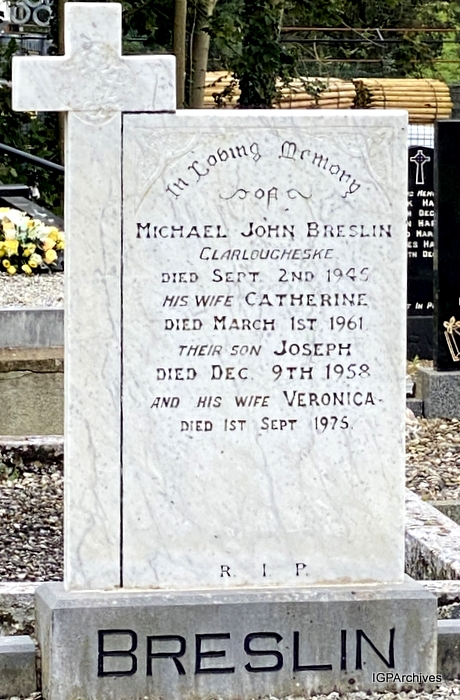 In Loving Memory
OF
MICHAEL JOHN BRESLIN
CLARLOUGHESKE
DIED SEPT. 2ND 1945
HIS WIFE CATHERINE
DIED MARCH 1ST 1961.
THEIR SON JOSEPH
DIED DEC. 9TH 1958
AND HIS WIFE VERONICA-
DIED 1ST SEPT 1975.
R. I. P.
BRESLIN
IGPArchives